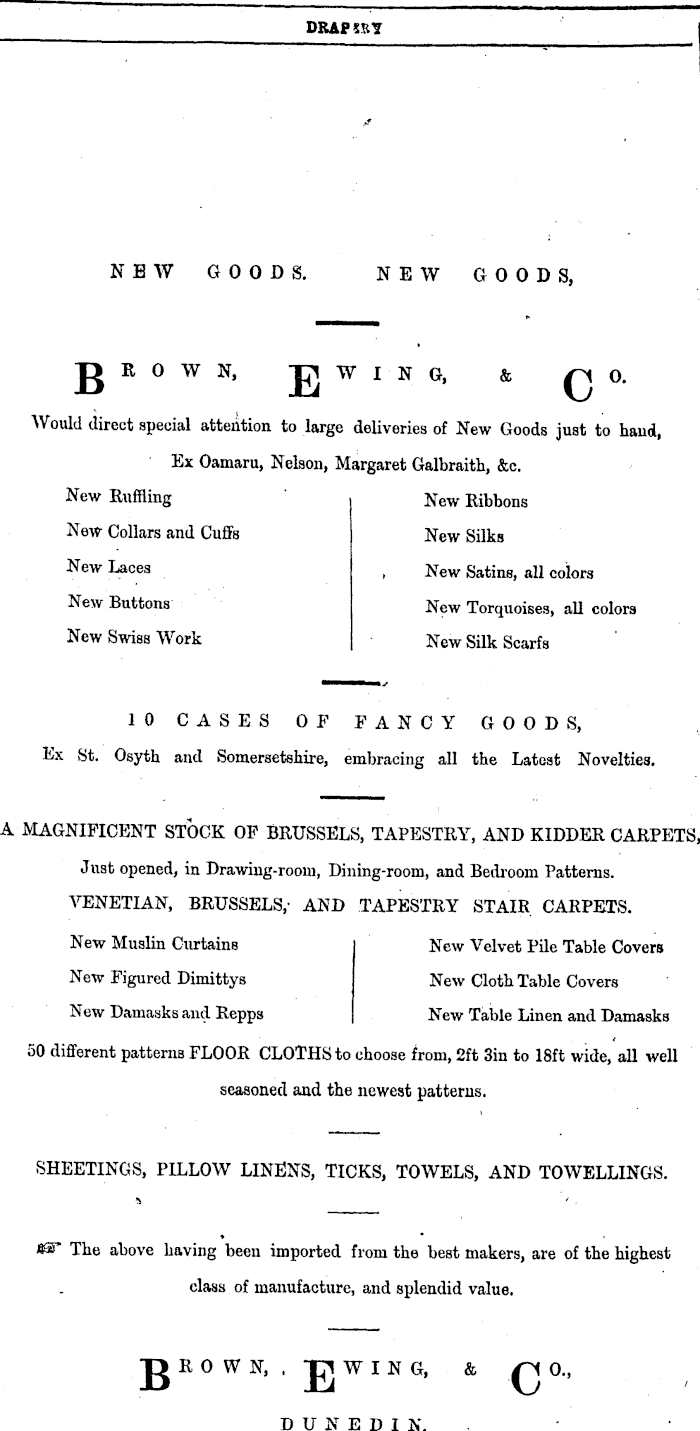 DRAPERY
NEW GOODS. NEW GOODS,
BROWN, EWING, & CO.
Would direct special attention to large deliveries of New Goods just to hand,
Ex Oamaru, Nelson, Margaret Galbraith, &c.
New Ruffling
New Collars and Cuffs
New Laces
New Buttons
New Swiss Work
New Ribbons
New Silks
New Satins, all colors
New Torquoises, all colors
New Silk Scarfs
10 CASES OF FANCY GOODS,
Ex St. Osyth and Somersetshire, embracing all the Latest Novelties.
A MAGNIFICENT STOCK OF BRUSSELS, TAPESTRY, AND KIDDER CARPETS,
Just opened, in Drawing-room, Dining-room, and Bedroom Patterns.
VENETIAN, BRUSSELS, AND TAPESTRY STAIR CARPETS.
New Muslin Curtains
New Figured Dimittys
New Damasks and Repps
New Velvet Pile Table Covers
New Cloth Table Covers
New Table Linen and Damasks
50 different patterns FLOOR CLOTHS to choose from, 2ft 3in to 18ft wide, all well
seasoned and the newest patterns.
SHEETINGS, PILLOW LINENS, TICKS, TOWELS, AND TOWELLINGS.
☞ The above having been imported from the best makers, are of the highest
class of manufacture, and splendid value.
BROWN, EWING, & CO.,
DUNEDIN.